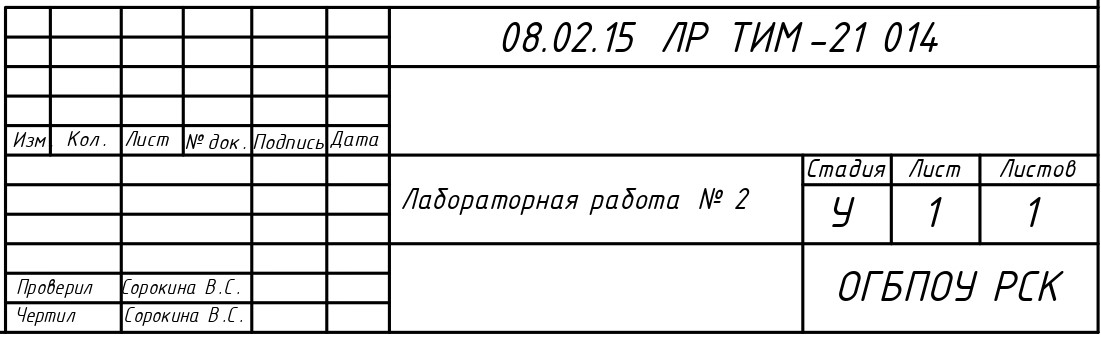 08.02.15 ЛР ТИМ-21 014
Изм. Кол. Лист № док. Подпись Дата
Стадия Лист Листов
Лабораторная работа № 2
У 1 1
Проверил Сорокина В.С.
ОГБПОУ РСК
Чертил Сорокина В.С.